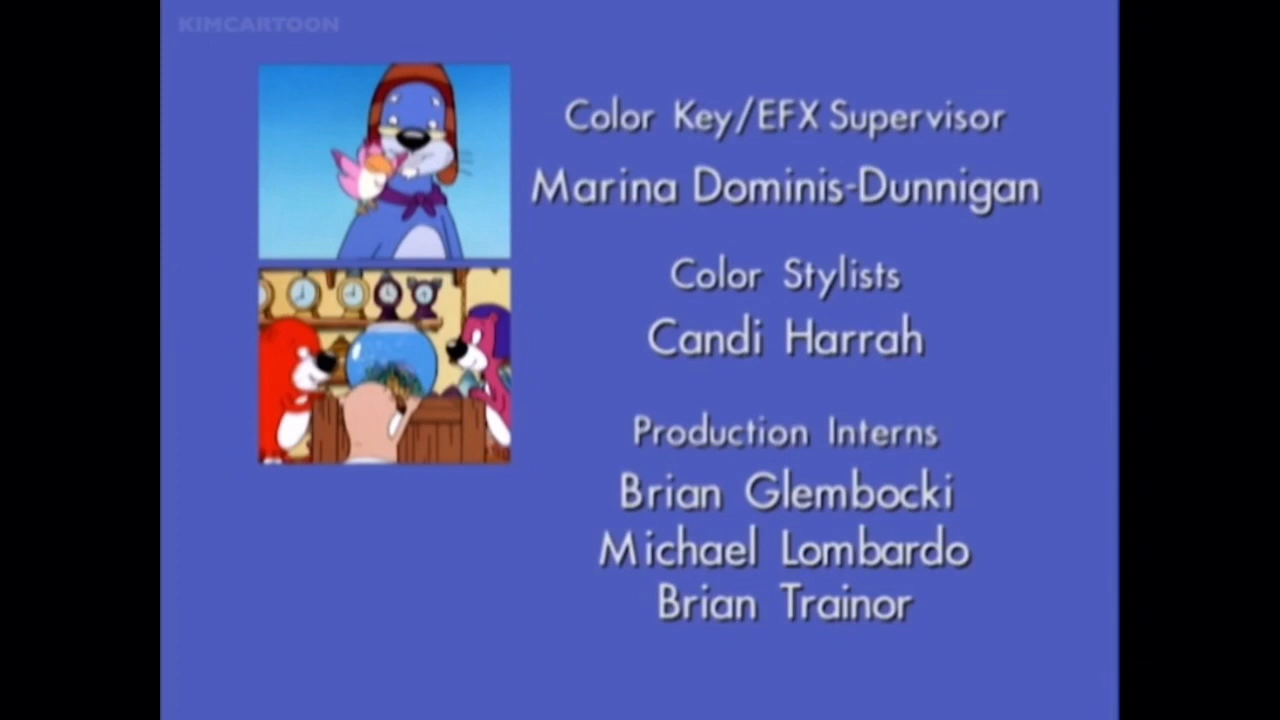 KIMCARTOON
Color Key/EFX Supervisor
Marina Dominis-Dunnigan
Color Stylists
Candi Harrah
Production Interns
Brian Glembocki
Michael Lombardo
Brian Trainor